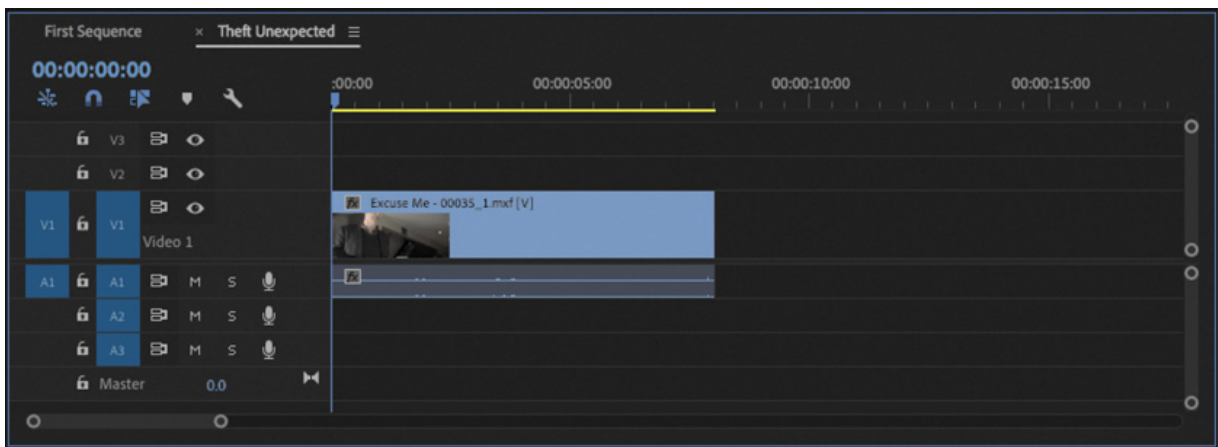 First Sequence × Theft Unexpected
00:00:00:00
:00:00 00:00:05:00 00:00:10:00 00:00:15:00
V3
V2
fx Excuse Me - 00035_1.mxf [V]
V1 V1
Video 1
fx
A1 A1 M S
A2 M S
A3 M S
Master 0.0